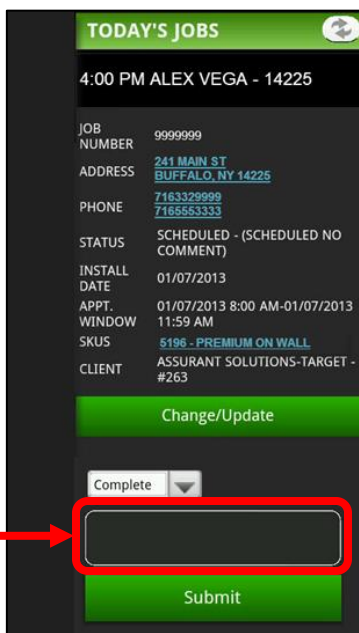 TODAY'S JOBS
4:00 PM ALEX VEGA - 14225
JOB
NUMBER 9999999
ADDRESS 241 MAIN ST
BUFFALO, NY 14225
PHONE 7163329999
7165553333
STATUS SCHEDULED - (SCHEDULED NO
COMMENT)
INSTALL
DATE 01/07/2013
APPT.
WINDOW 01/07/2013 8:00 AM-01/07/2013
11:59 AM
SKUS 5196 - PREMIUM ON WALL
CLIENT ASSURANT SOLUTIONS-TARGET -
#263
Change/Update
Complete
Submit